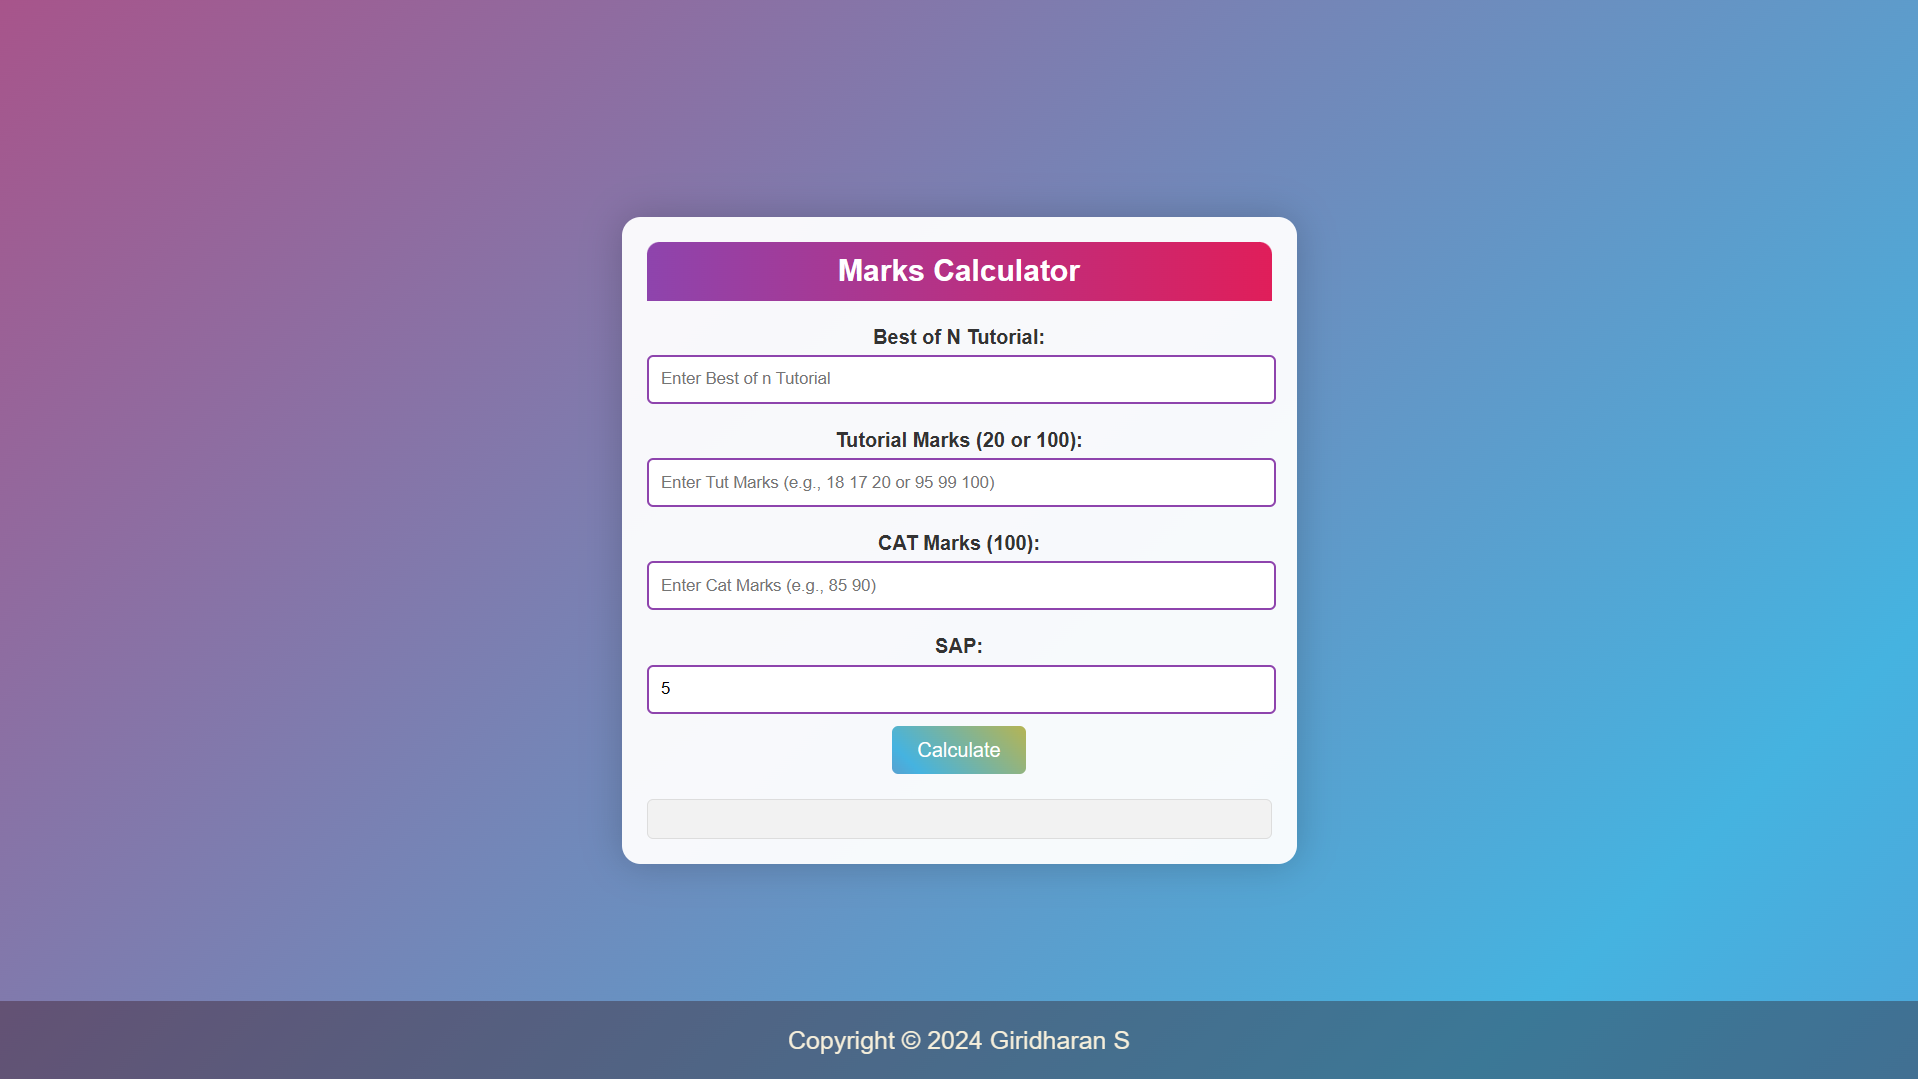 Marks Calculator
Best of N Tutorial:
Enter Best of n Tutorial
Tutorial Marks (20 or 100):
Enter Tut Marks (e.g., 18 17 20 or 95 99 100)
CAT Marks (100):
Enter Cat Marks (e.g., 85 90)
SAP:
5
Calculate
Copyright © 2024 Giridharan S